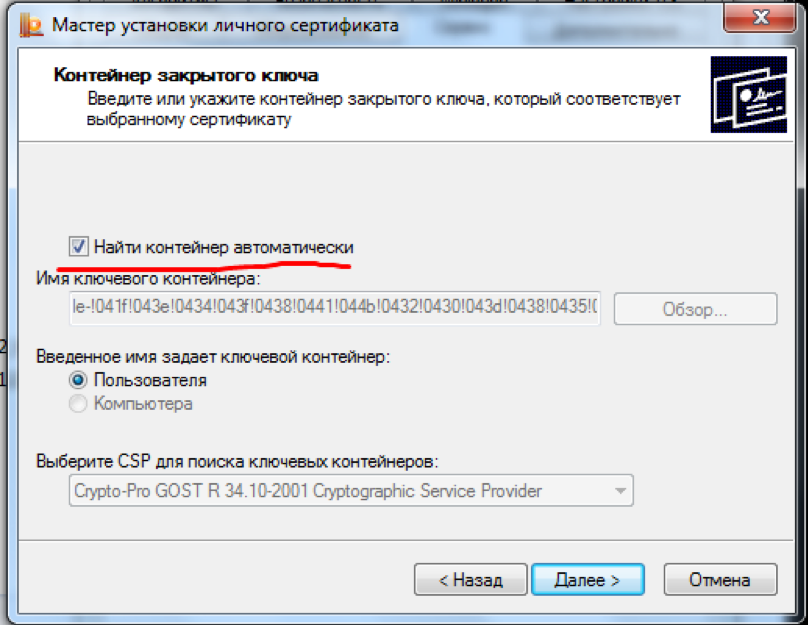 Мастер установки личного сертификата
Контейнер закрытого ключа
Введите или укажите контейнер закрытого ключа, который соответствует
выбранному сертификату
Найти контейнер автоматически
Имя ключевого контейнера:
le-!041f!043e!0434!043f!0438!0441!044b!0432!0430!043d!0438!0435!(
Обзор...
Введенное имя задает ключевой контейнер:
Пользователя
Компьютера
Выберите CSP для поиска ключевых контейнеров:
Crypto-Pro GOST R 34.10-2001 Cryptographic Service Provider
< Назад
Далее >
Отмена